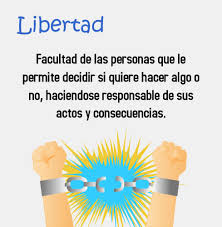 Libertad
Facultad de las personas que le
permite decidir si quiere hacer algo o
no, haciendose responsable de sus
actos y consecuencias.